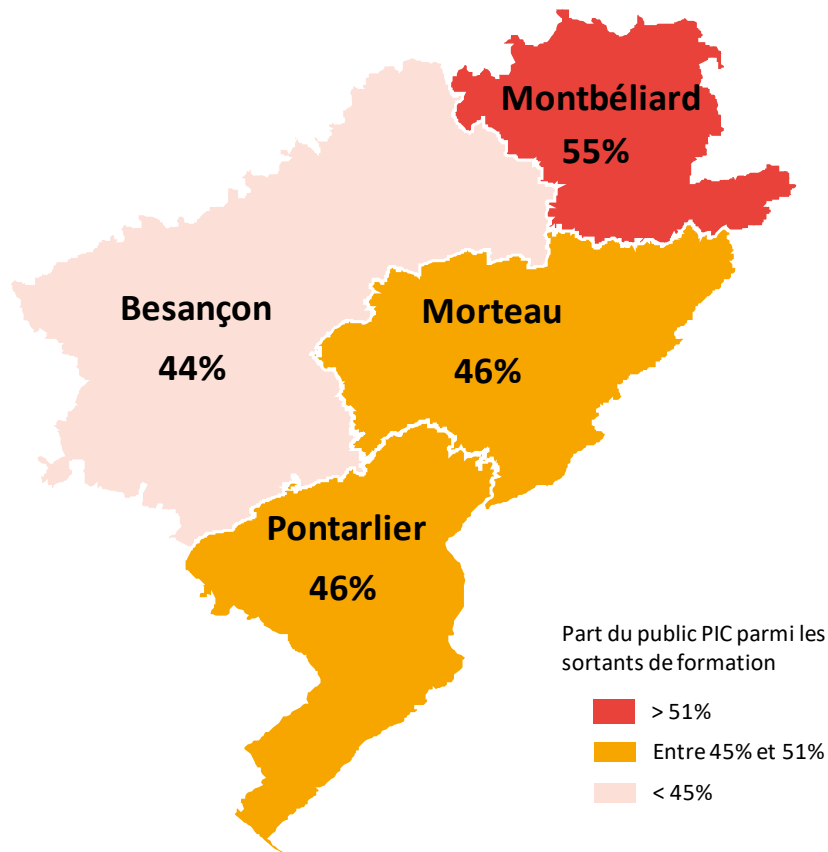 Montbéliard
55%
Besançon
44%
Morteau
46%
Pontarlier
46%
Part du public PIC parmi les
sortants de formation
> 51%
Entre 45% et 51%
< 45%